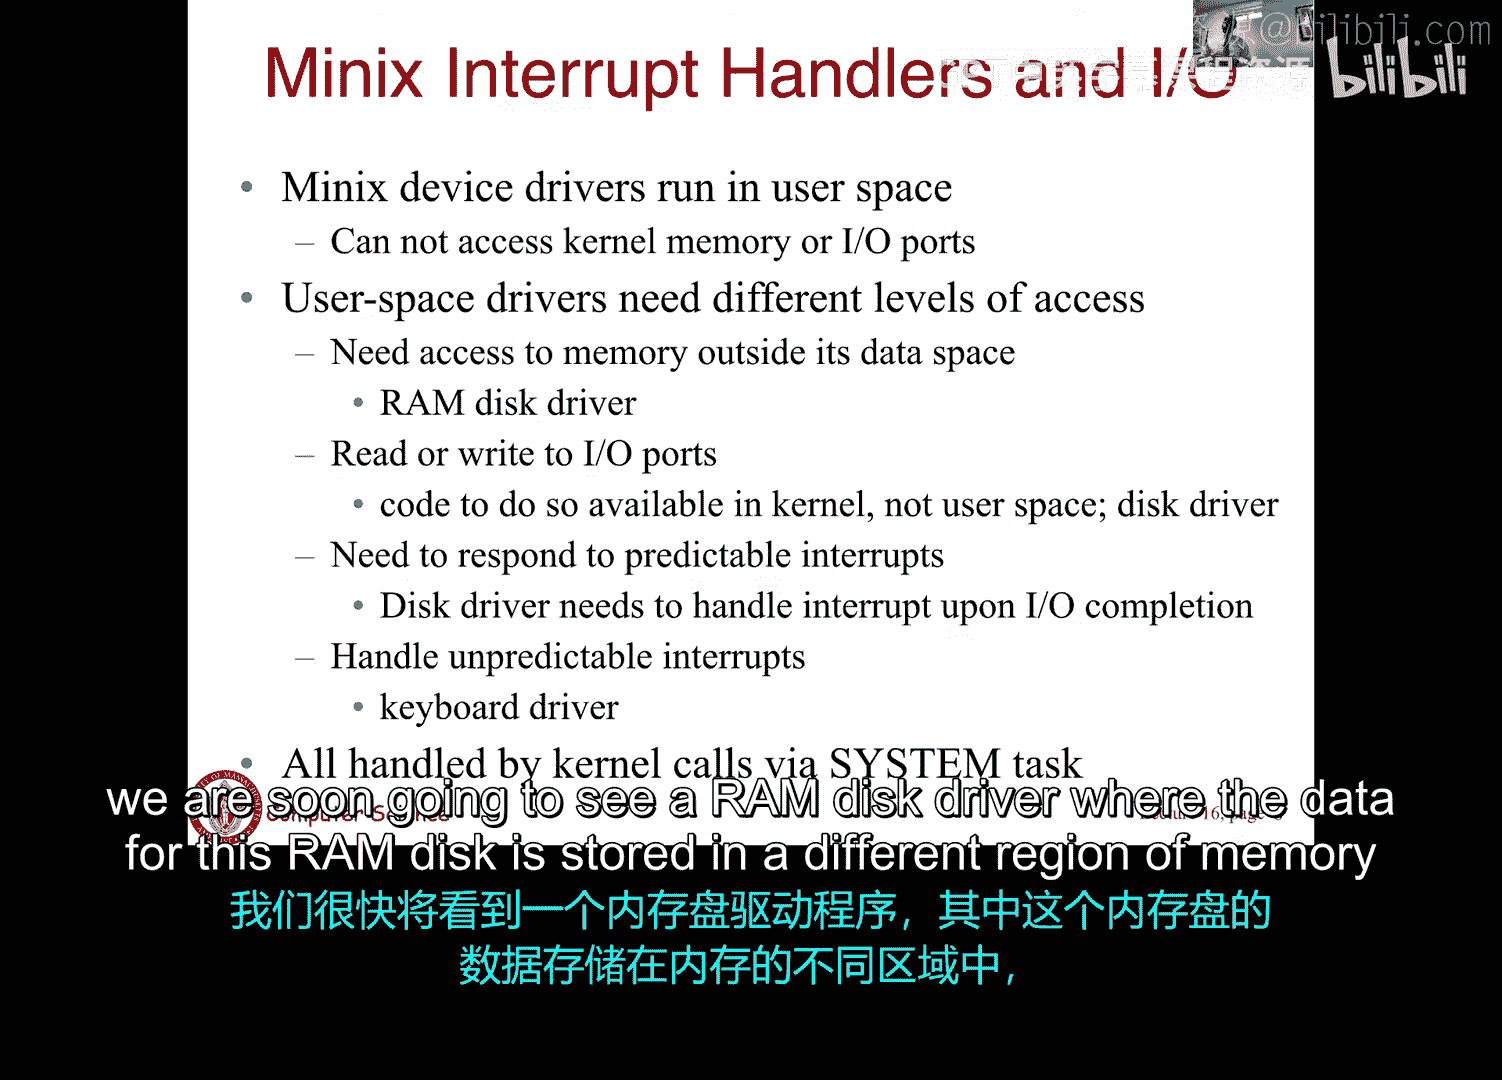 @bilibili.com
bilibili
Minix Interrupt Handlers and I/O
• Minix device drivers run in user space
– Can not access kernel memory or I/O ports
• User-space drivers need different levels of access
– Need access to memory outside its data space
• RAM disk driver
– Read or write to I/O ports
• code to do so available in kernel, not user space; disk driver
– Need to respond to predictable interrupts
• Disk driver needs to handle interrupt upon I/O completion
– Handle unpredictable interrupts
• keyboard driver
• All handled by kernel calls via SYSTEM task
we are soon going to see a RAM disk driver where the data
for this RAM disk is stored in a different region of memory
我们很快将看到一个内存盘驱动程序，其中这个内存盘的
数据存储在内存的不同区域中，